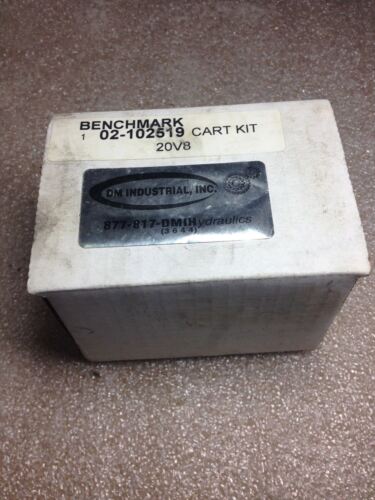 BENCHMARK
1 02-102519 CART KIT
20V8
DM INDUSTRIAL, INC.
877-817-DMIHydraulics
(3644)